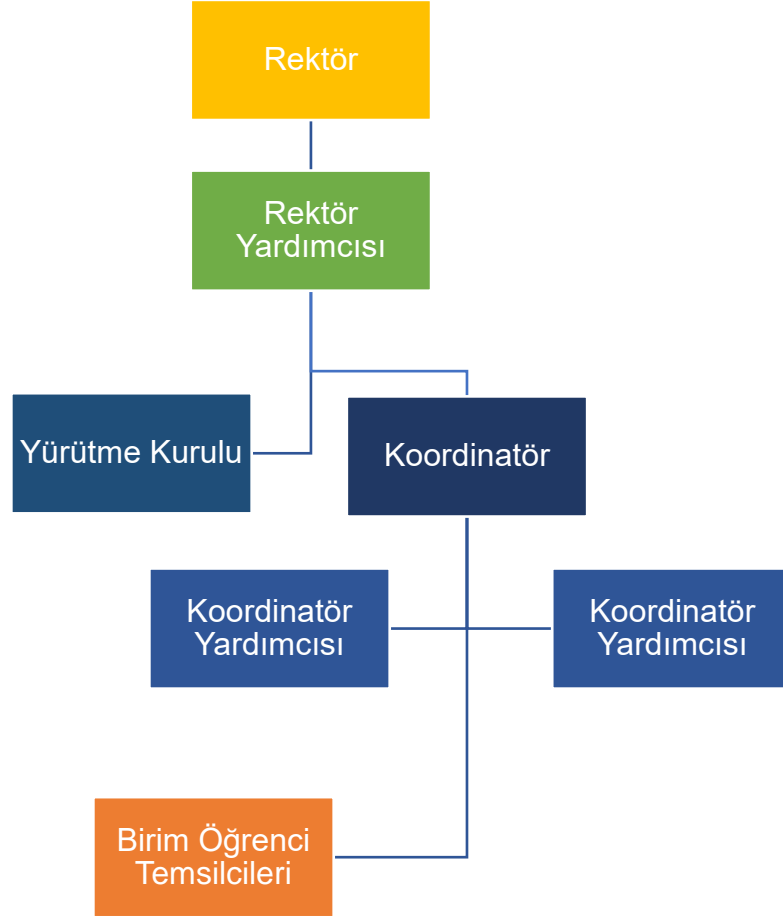 Rektör
Rektör
Yardımcısı
Yürütme Kurulu
Koordinatör
Koordinatör
Yardımcısı
Koordinatör
Yardımcısı
Birim Öğrenci
Temsilcileri